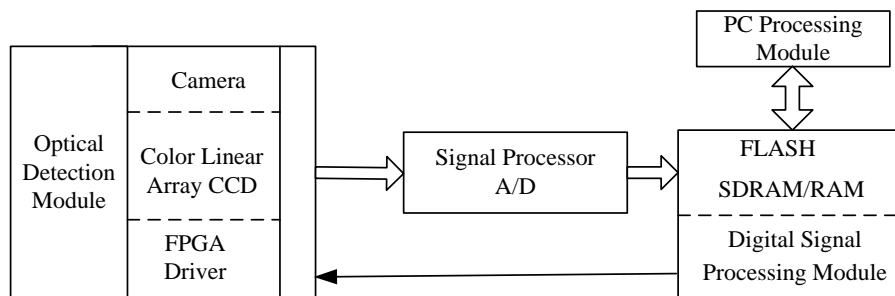 PC Processing
Module
Optical
Detection
Module
Camera
Color Linear
Array CCD
FPGA
Driver
Signal Processor
A/D
FLASH
SDRAM/RAM
Digital Signal
Processing Module